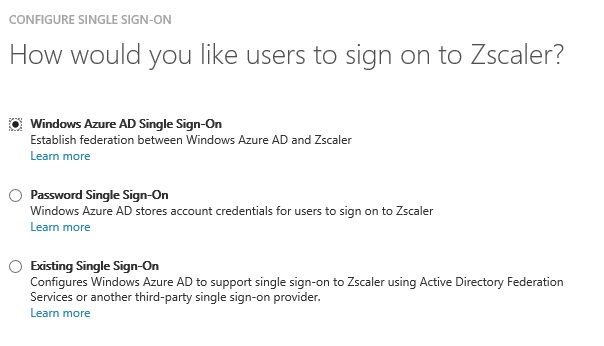 CONFIGURE SINGLE SIGN-ON
How would you like users to sign on to Zscaler?
Windows Azure AD Single Sign-On
Establish federation between Windows Azure AD and Zscaler
Learn more
Password Single Sign-On
Windows Azure AD stores account credentials for users to sign on to Zscaler
Learn more
Existing Single Sign-On
Configures Windows Azure AD to support single sign-on to Zscaler using Active Directory Federation
Services or another third-party single sign-on provider.
Learn more